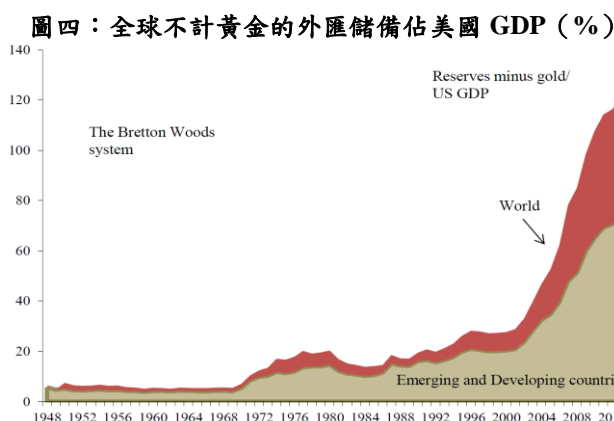 圖四：全球不計黃金的外匯儲備佔美國 GDP（%）
140
Reserves minus gold/
US GDP
120
The Bretton Woods
system
100
80
World
60
40
20
Emerging and Developing countri
0
1948 1952 1956 1960 1964 1968 1972 1976 1980 1984 1988 1992 1996 2000 2004 2008 20